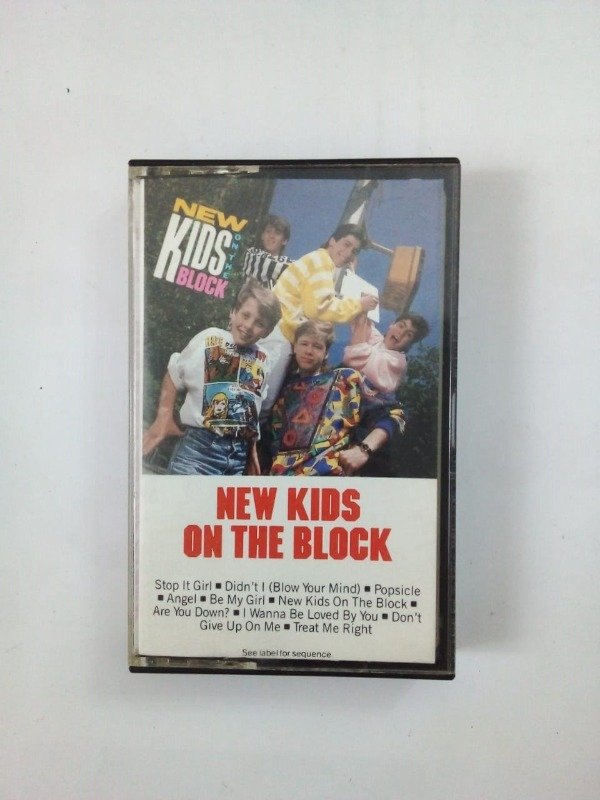 NEW
KIDS
ON THE
BLOCK
NEW KIDS
ON THE BLOCK
Stop It Girl ▪ Didn't I (Blow Your Mind) ▪ Popsicle
▪ Angel ▪ Be My Girl ▪ New Kids On The Block ▪
Are You Down? ▪ I Wanna Be Loved By You ▪ Don't
Give Up On Me ▪ Treat Me Right
See label for sequence